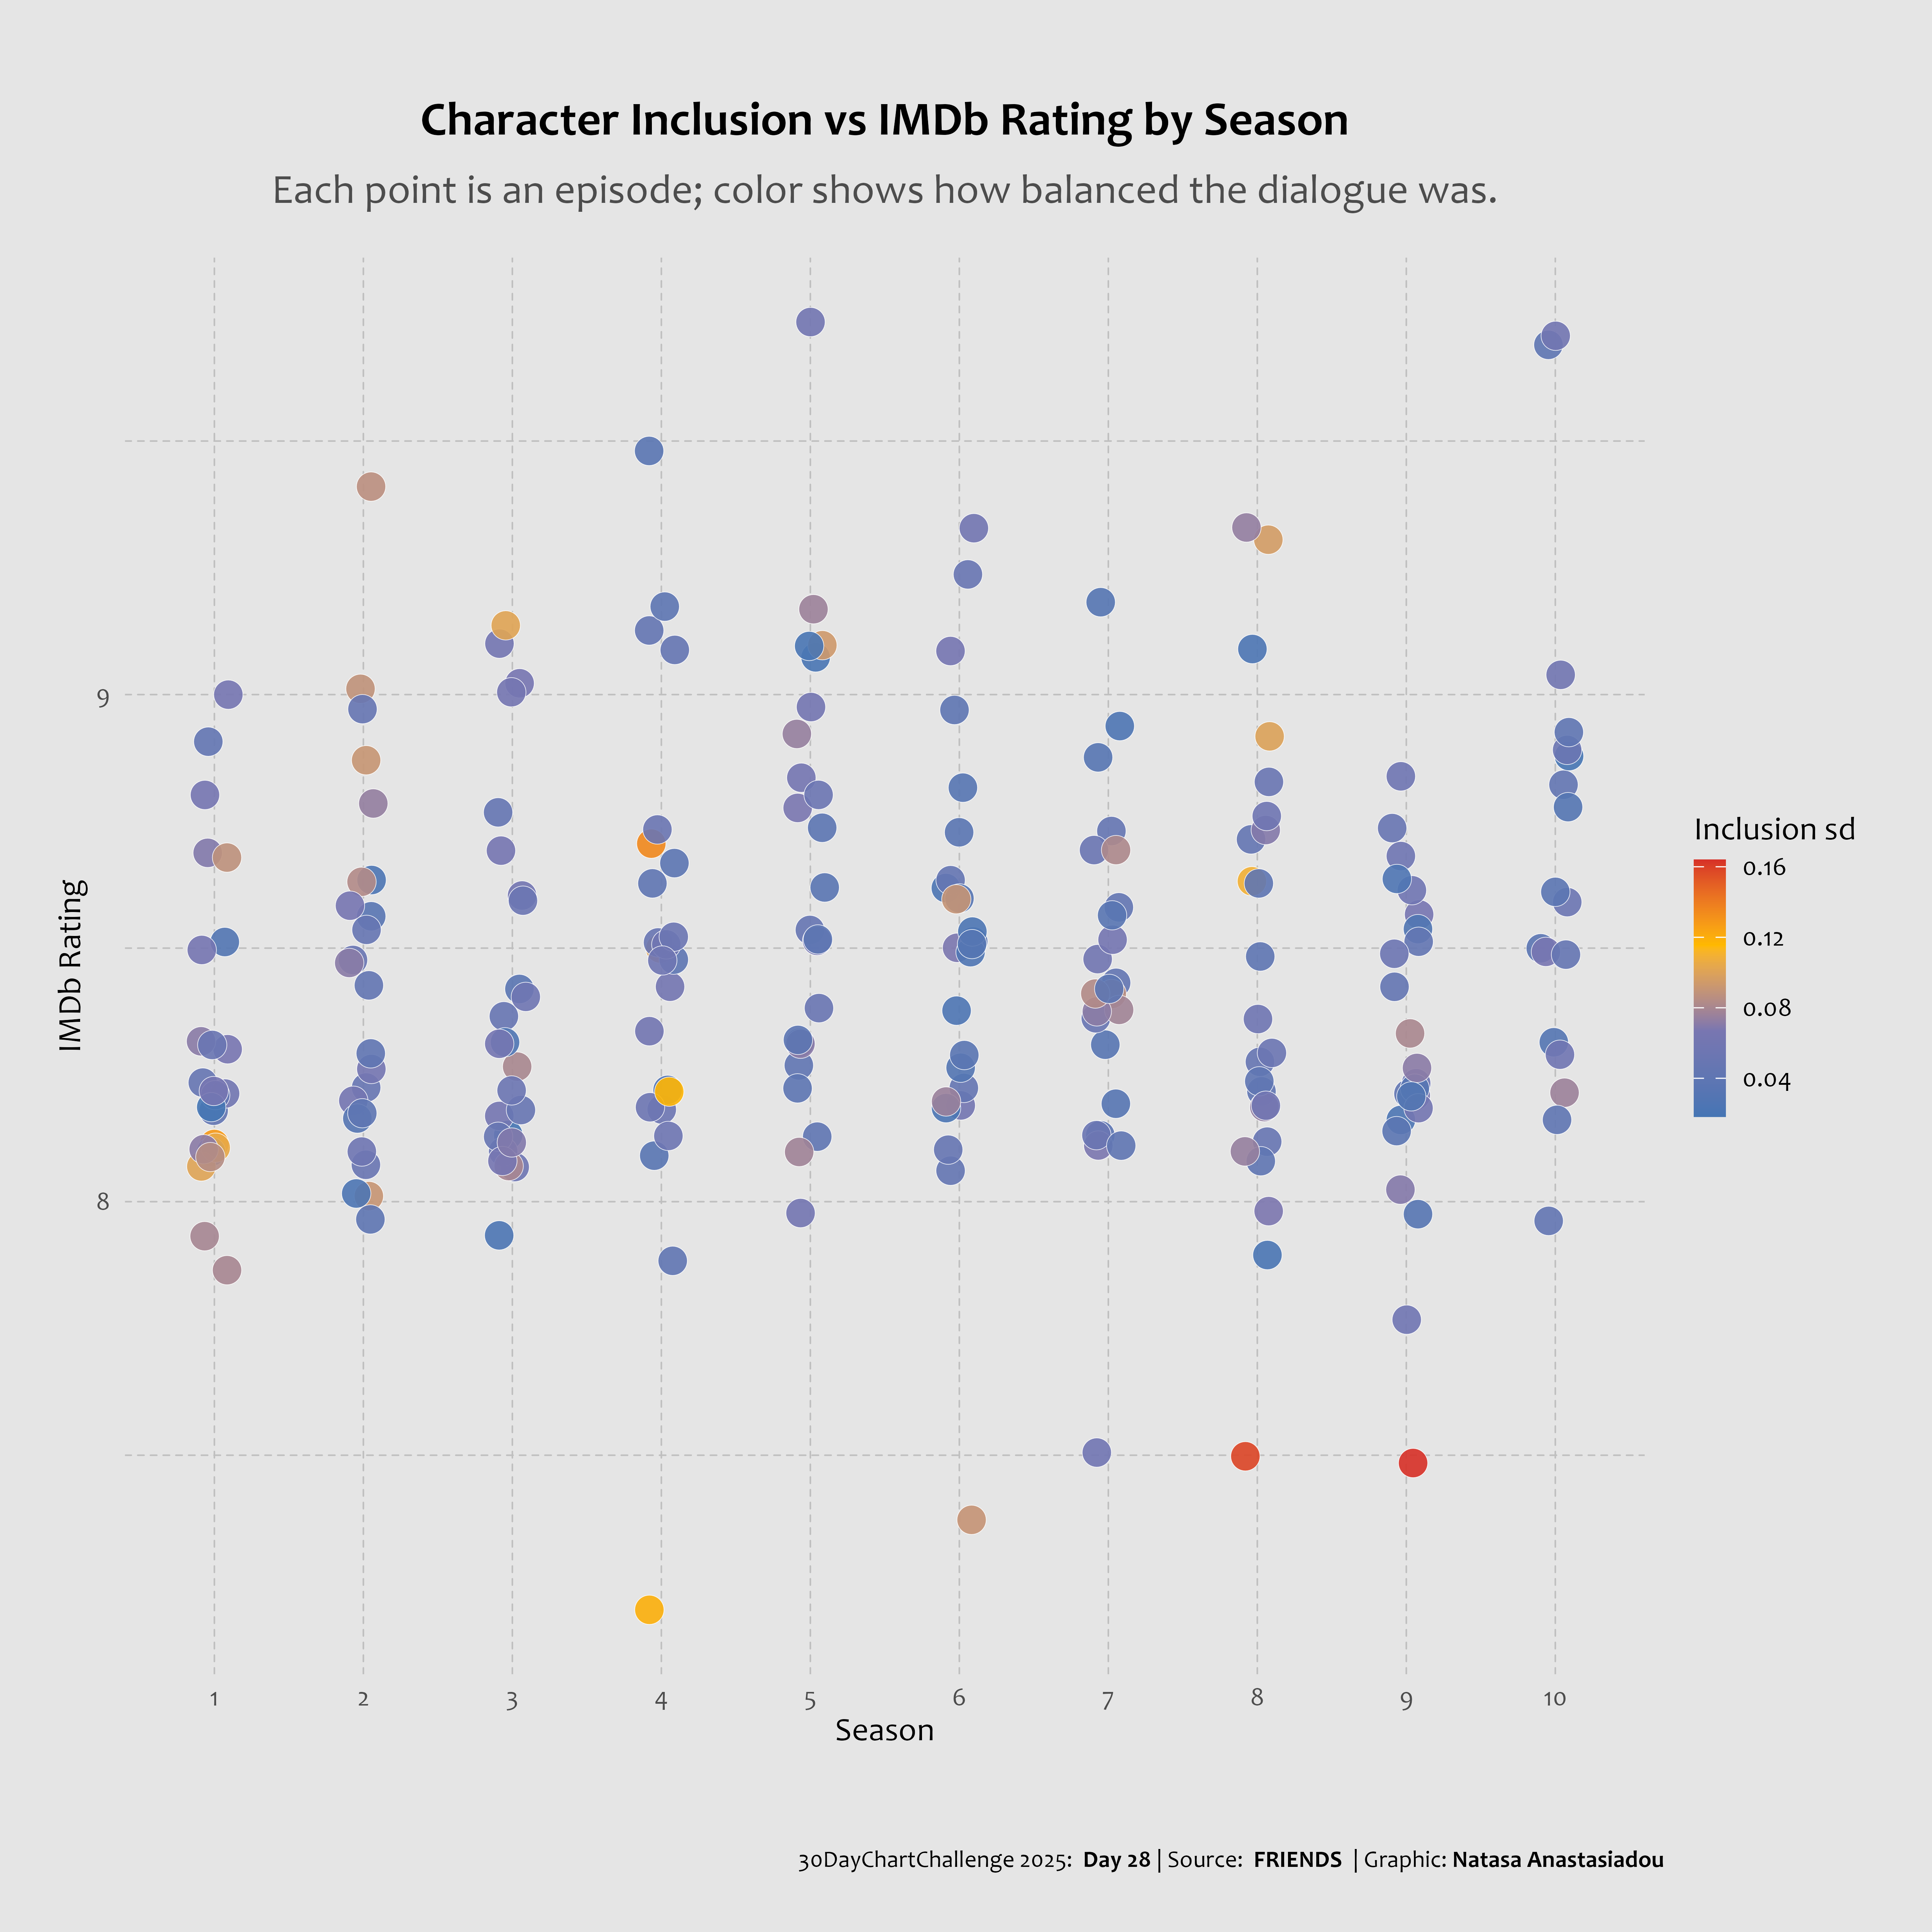 Character Inclusion vs IMDb Rating by Season
Each point is an episode; color shows how balanced the dialogue was.
IMDb Rating
9
8
1 2 3 4 5 6 7 8 9 10
Season
Inclusion sd
0.16
0.12
0.08
0.04
30DayChartChallenge 2025: Day 28 | Source: FRIENDS | Graphic: Natasa Anastasiadou